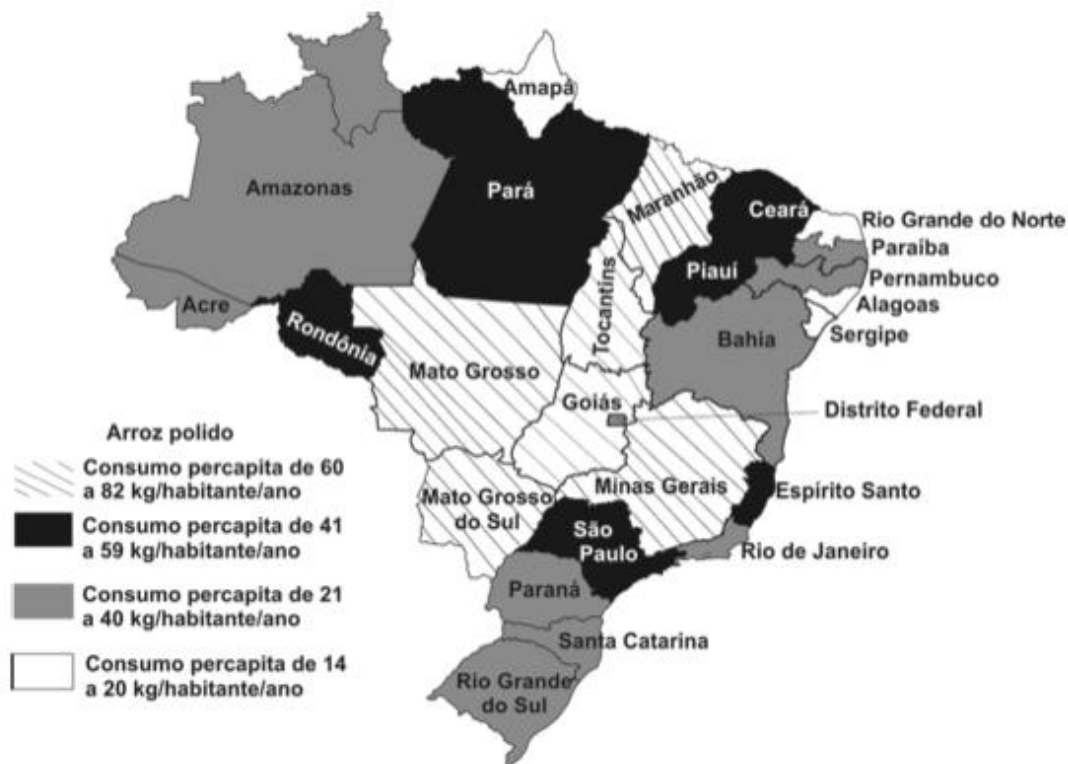 Amapá
Amazonas
Pará
Maranhão
Ceará
Rio Grande do Norte
Paraíba
Piauí
Pernambuco
Alagoas
Sergipe
Acre
Rondônia
Tocantins
Bahia
Mato Grosso
Goiás
Distrito Federal
Mato Grosso
do Sul
Minas Gerais
Espírito Santo
São
Paulo
Rio de Janeiro
Paraná
Santa Catarina
Rio Grande
do Sul
Arroz polido
Consumo percapita de 60
a 82 kg/habitante/ano
Consumo percapita de 41
a 59 kg/habitante/ano
Consumo percapita de 21
a 40 kg/habitante/ano
Consumo percapita de 14
a 20 kg/habitante/ano